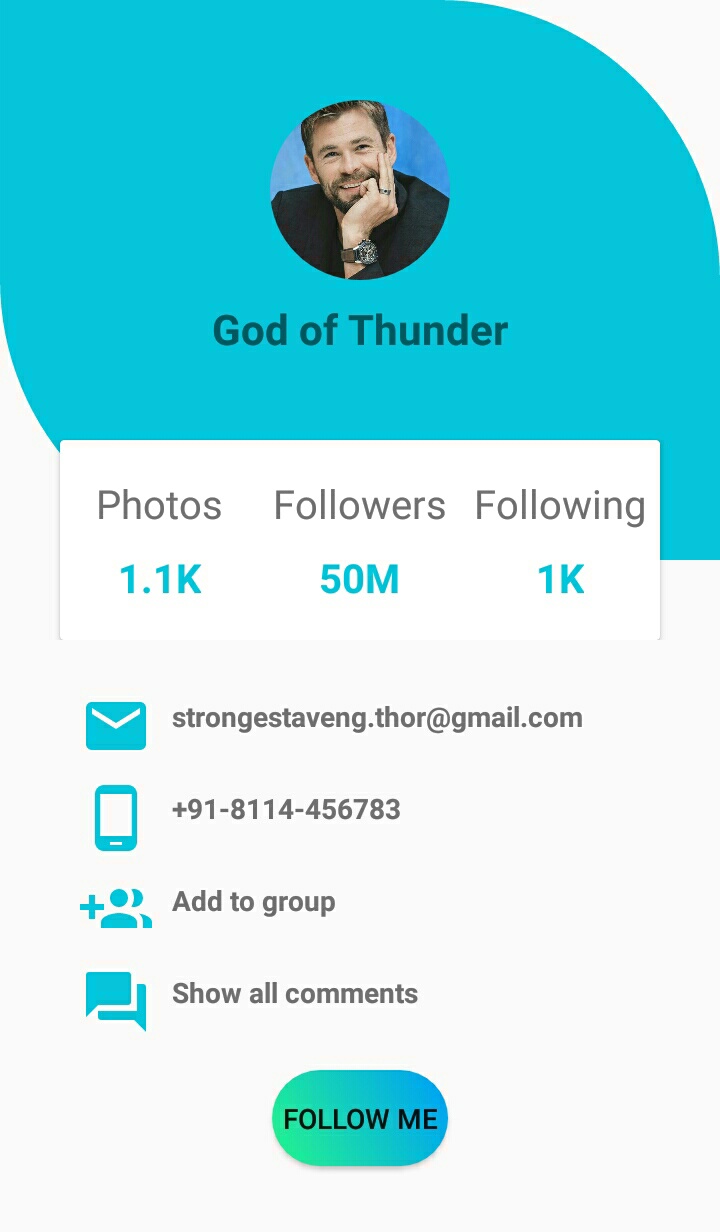 God of Thunder
Photos Followers Following
1.1K 50M 1K
strongestaveng.thor@gmail.com
+91-8114-456783
Add to group
Show all comments
FOLLOW ME